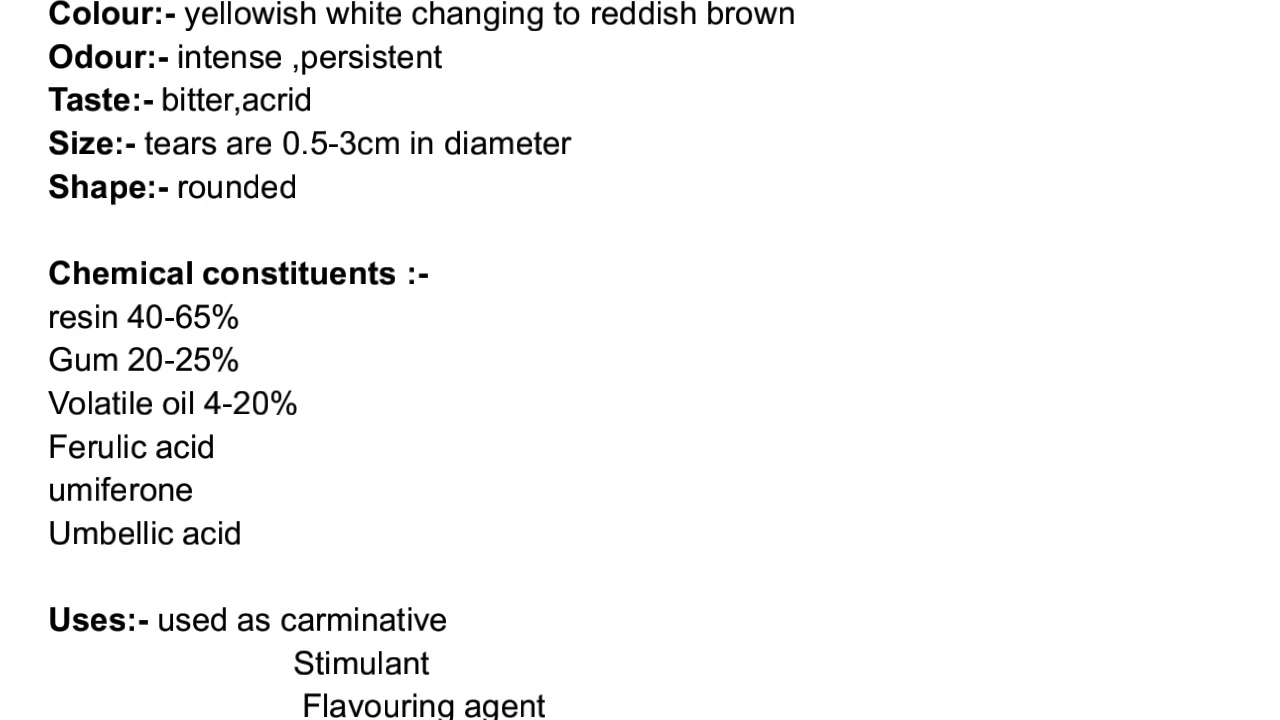 Colour:- yellowish white changing to reddish brown
Odour:- intense ,persistent
Taste:- bitter,acrid
Size:- tears are 0.5-3cm in diameter
Shape:- rounded
Chemical constituents :-
resin 40-65%
Gum 20-25%
Volatile oil 4-20%
Ferulic acid
umiferone
Umbellic acid
Uses:- used as carminative
Stimulant
Flavouring agent